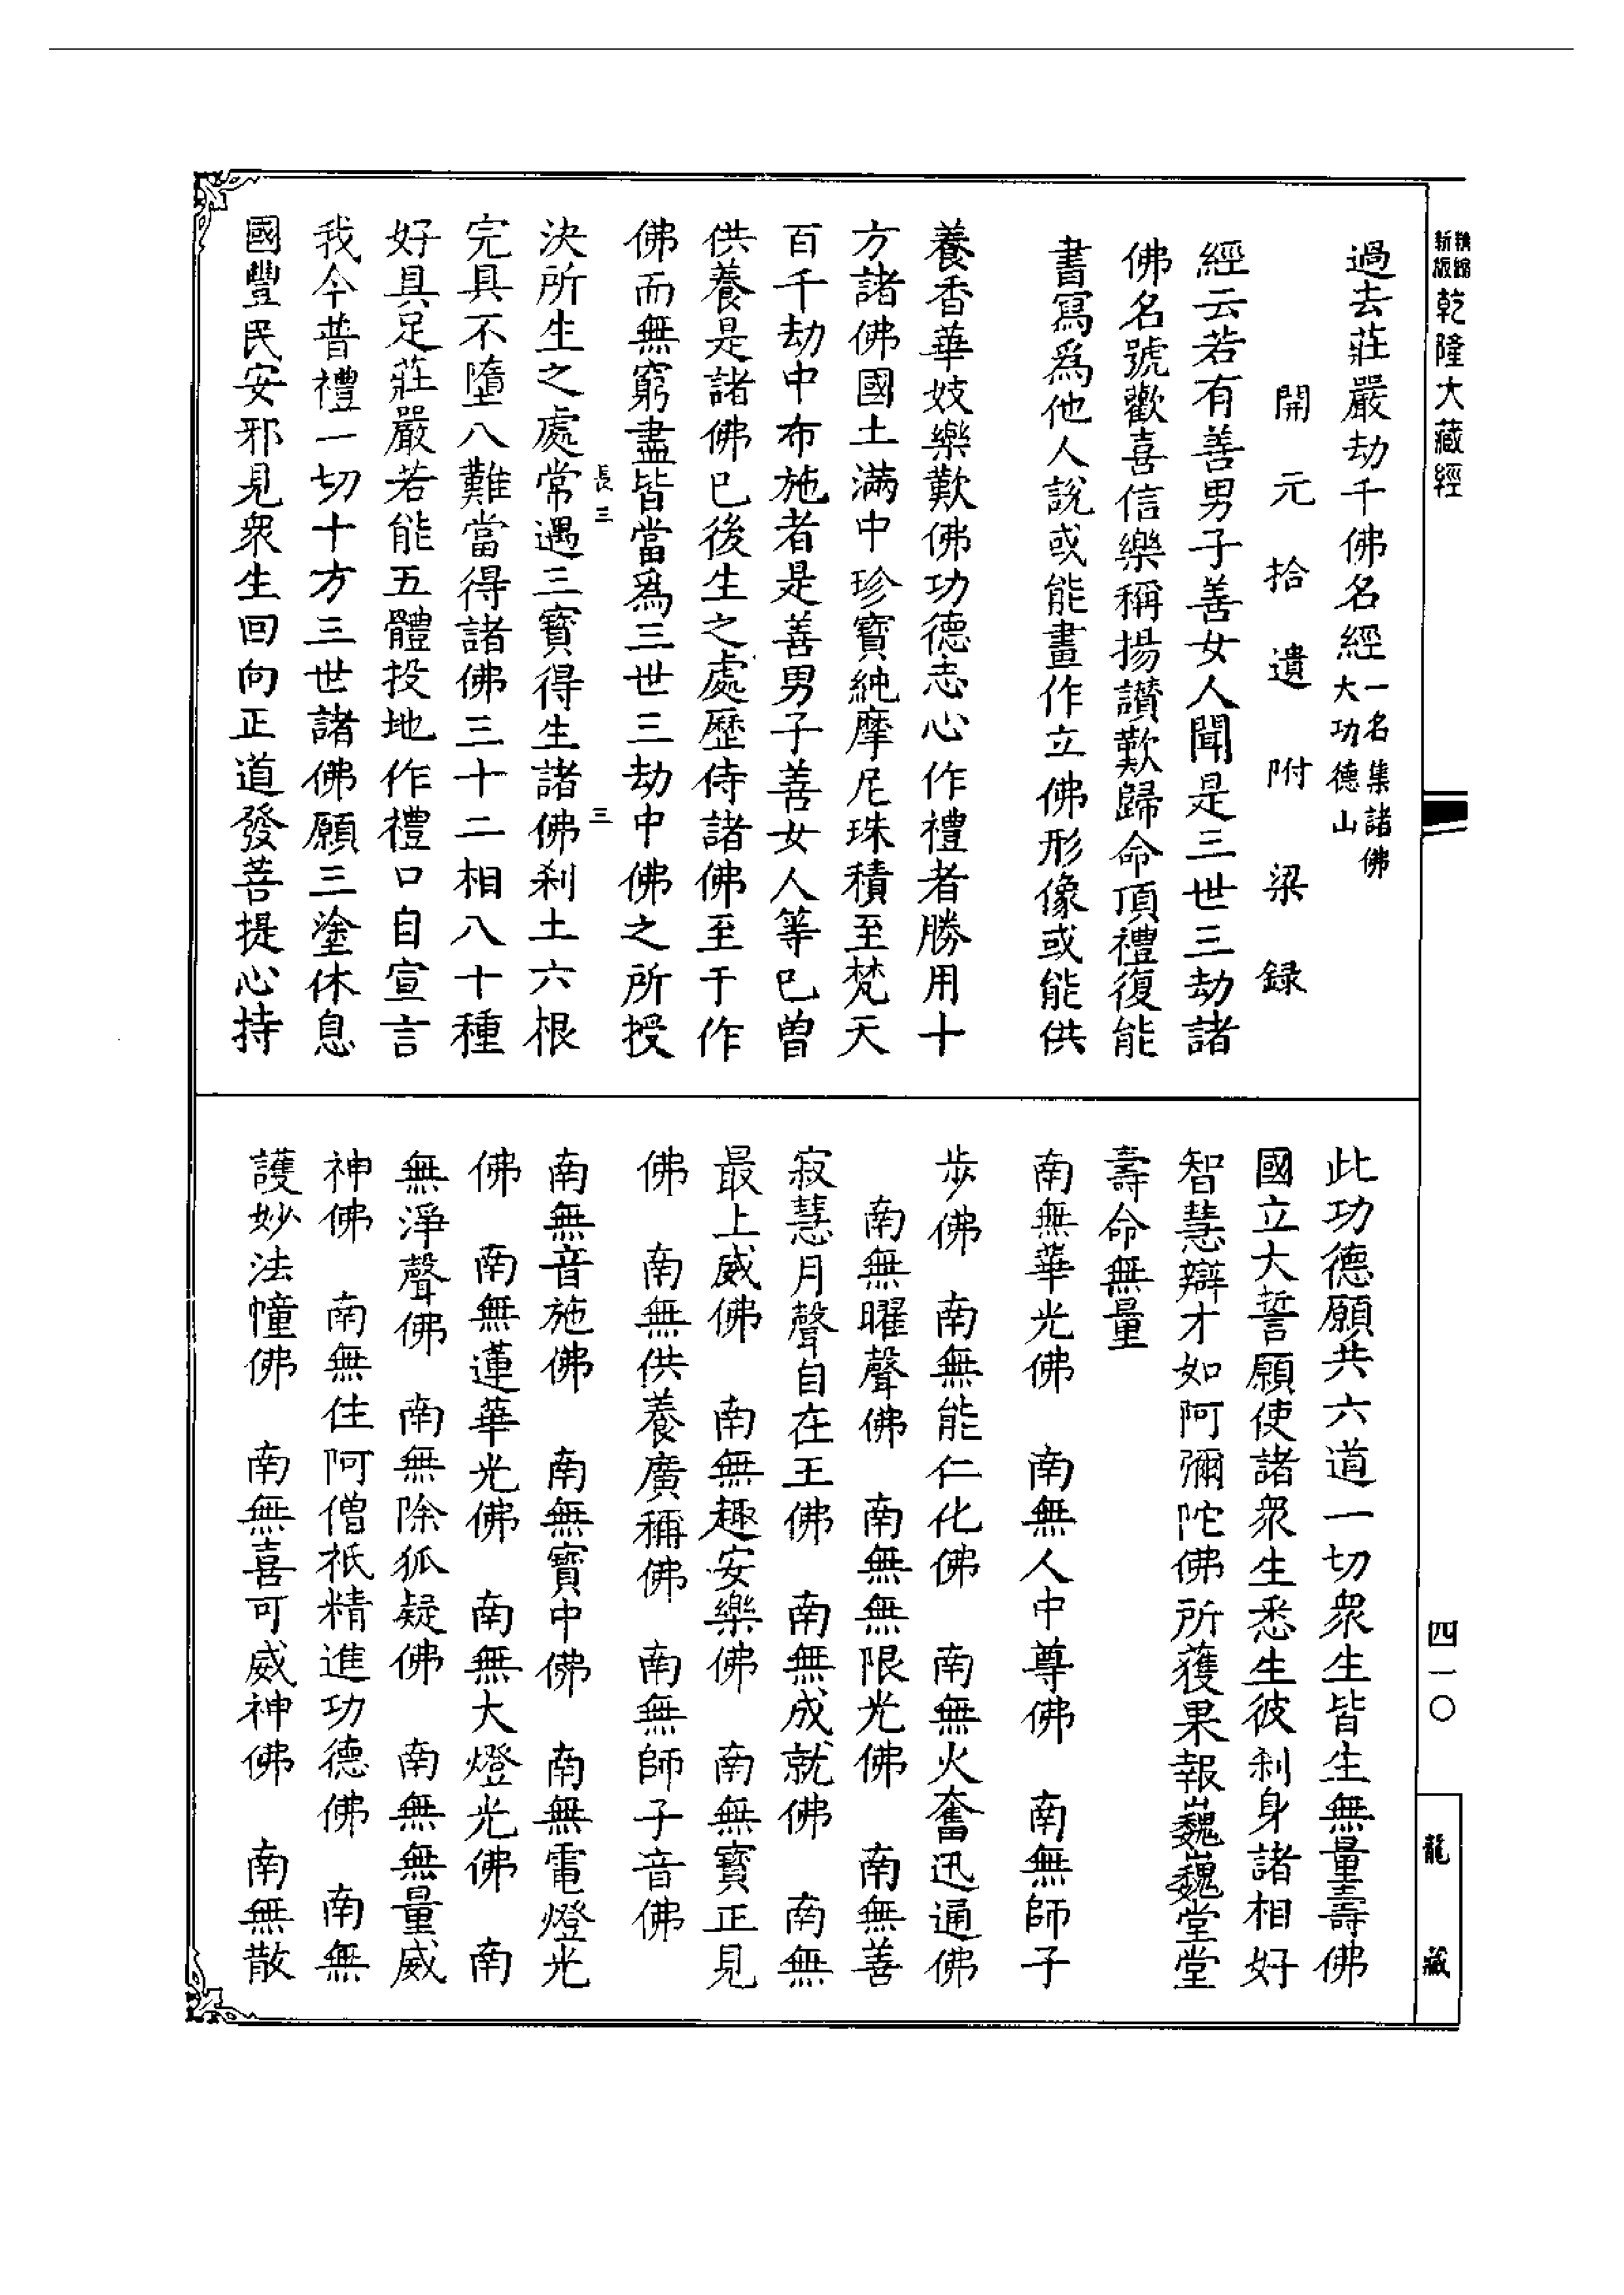 新版精縮乾隆大藏經
過去莊嚴劫千佛名經一名集諸佛大功德山
開元拾遺附梁録
經云若有善男子善女人聞是三世三劫諸
佛名號歡喜信樂稱揚讃歎歸命頂禮復能
書寫爲他人說或能畫作立佛形像或能供
養香華妓樂歎佛功德志心作禮者勝用十
方諸佛國土滿中珍寶純摩尼珠積至梵天
百千劫中布施者是善男子善女人等巳曽
供養是諸佛巳後生之處歷侍諸佛至于作
佛而無窮盡皆當爲三世三劫中佛之所授
長三 三
決所生之處常遇三寳得生諸佛刹土六根
完具不墮八難當得諸佛三十二相八十種
好具足莊嚴若能五體投地作禮口自宣言
我今普禮一切十方三世諸佛願三塗休息
國豐民安邪見衆生回向正道發菩提心持
此功德願共六道一切衆生皆生無量壽佛
國立大誓願使諸衆生悉生彼刹身諸相好
智慧辯才如阿彌陀佛所獲果報巍巍堂堂
壽命無量
南無華光佛　南無人中尊佛　南無師子
步佛　南無能仁化佛　南無火奮迅通佛
南無曜聲佛　南無無限光佛　南無善
寂慧月聲自在王佛　南無成就佛　南無
最上威佛　南無趣安樂佛　南無寶正見
佛　南無供養廣稱佛　南無師子音佛
南無音施佛　南無寶中佛　南無電燈光
佛　南無蓮華光佛　南無大燈光佛　南
無淨聲佛　南無除狐疑佛　南無無量威
神佛　南無住阿僧祇精進功德佛　南無
護妙法幢佛　南無喜可威神佛　南無散
四一〇
龍藏